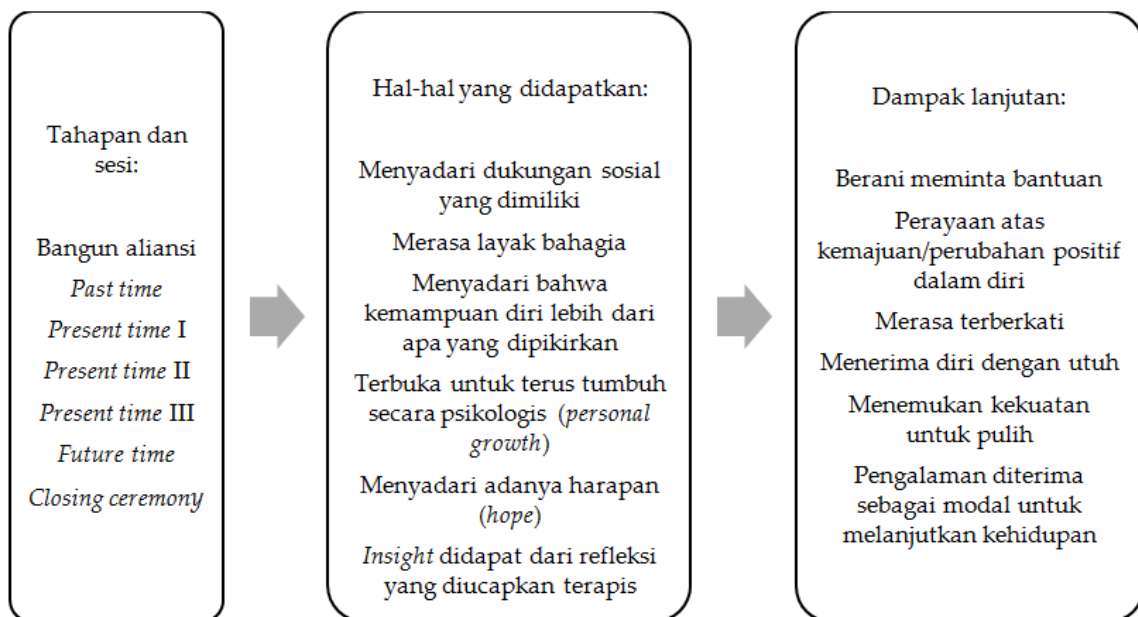 Tahapan dan
sesi:
Bangun aliansi
Past time
Present time I
Present time II
Present time III
Future time
Closing ceremony
Hal-hal yang didapatkan:
Menyadari dukungan sosial
yang dimiliki
Merasa layak bahagia
Menyadari bahwa
kemampuan diri lebih dari
apa yang dipikirkan
Terbuka untuk terus tumbuh
secara psikologis (personal
growth)
Menyadari adanya harapan
(hope)
Insight didapat dari refleksi
yang diucapkan terapis
Dampak lanjutan:
Berani meminta bantuan
Perayaan atas
kemajuan/perubahan positif
dalam diri
Merasa terberkati
Menerima diri dengan utuh
Menemukan kekuatan
untuk pulih
Pengalaman diterima
sebagai modal untuk
melanjutkan kehidupan